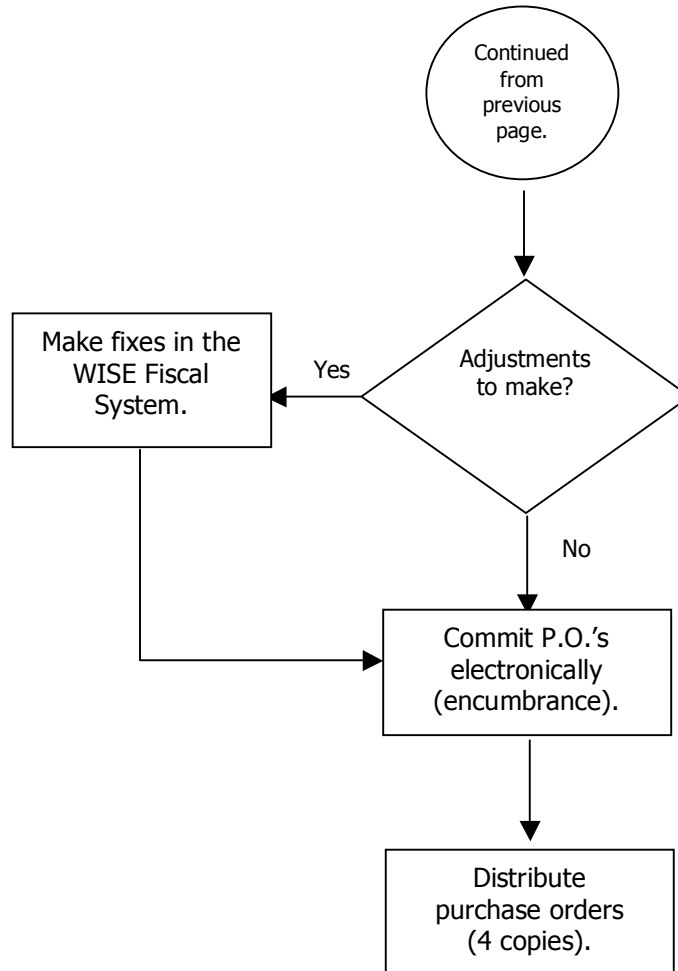 Continued
from
previous
page.
Adjustments
to make?
Yes
Make fixes in the
WISE Fiscal
System.
No
Commit P.O.'s
electronically
(encumbrance).
Distribute
purchase orders
(4 copies).